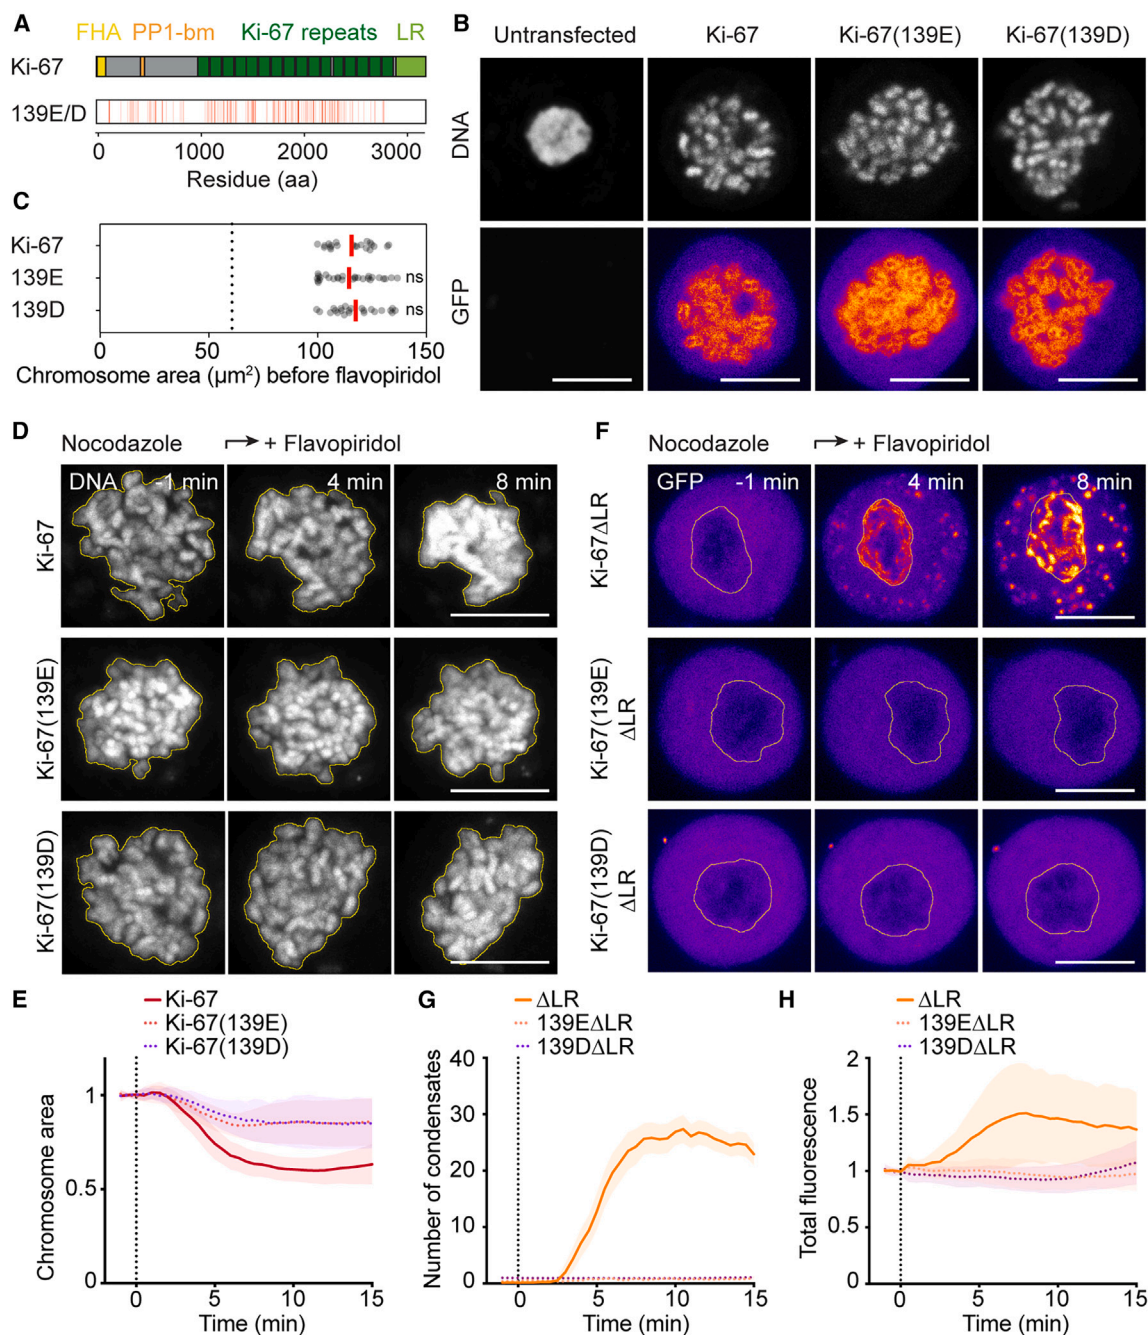 A
FHA PP1-bm Ki-67 repeats LR
Ki-67
139E/D
0 1000 2000 3000
Residue (aa)
B
Untransfected Ki-67 Ki-67(139E) Ki-67(139D)
DNA
GFP
C
Ki-67
139E ns
139D ns
0 50 100 150
Chromosome area (µm²) before flavopiridol
D
Nocodazole + Flavopiridol
DNA -1 min 4 min 8 min
Ki-67
Ki-67(139E)
Ki-67(139D)
F
Nocodazole + Flavopiridol
GFP -1 min 4 min 8 min
Ki-67ΔLR
Ki-67(139E)
ΔLR
Ki-67(139D)
ΔLR
E
Ki-67
Ki-67(139E)
Ki-67(139D)
Chromosome area
1
0.5
0
0 5 10 15
Time (min)
G
ΔLR
139EΔLR
139DΔLR
Number of condensates
40
30
20
10
0
0 5 10 15
Time (min)
H
ΔLR
139EΔLR
139DΔLR
Total fluorescence
2
1.5
1
0.5
0
0 5 10 15
Time (min)